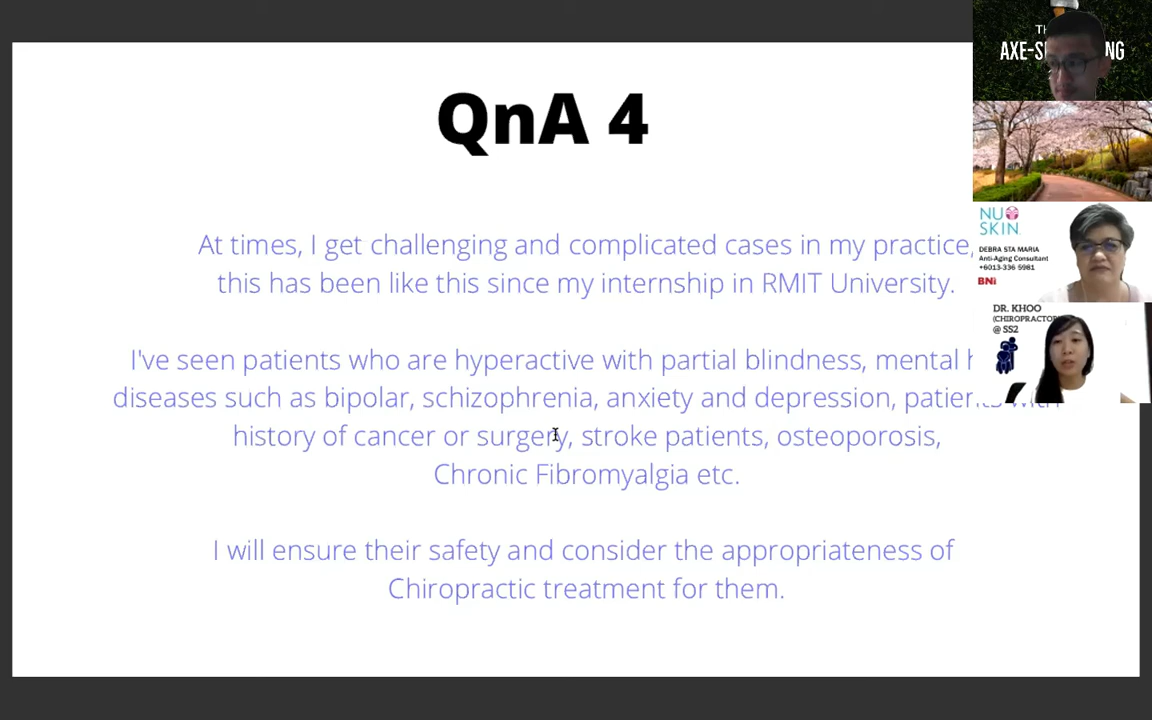 QnA 4
At times, I get challenging and complicated cases in my practice,
this has been like this since my internship in RMIT University.
I've seen patients who are hyperactive with partial blindness, mental
diseases such as bipolar, schizophrenia, anxiety and depression, patients with
history of cancer or surgery, stroke patients, osteoporosis,
Chronic Fibromyalgia etc.
I will ensure their safety and consider the appropriateness of
Chiropractic treatment for them.
NU
SKIN
DEBRA STA MARIA
Anti-Aging Consultant
+6013-336 5981
BNI
DR. KHOO
(CHIROPRACTOR
@ SS2